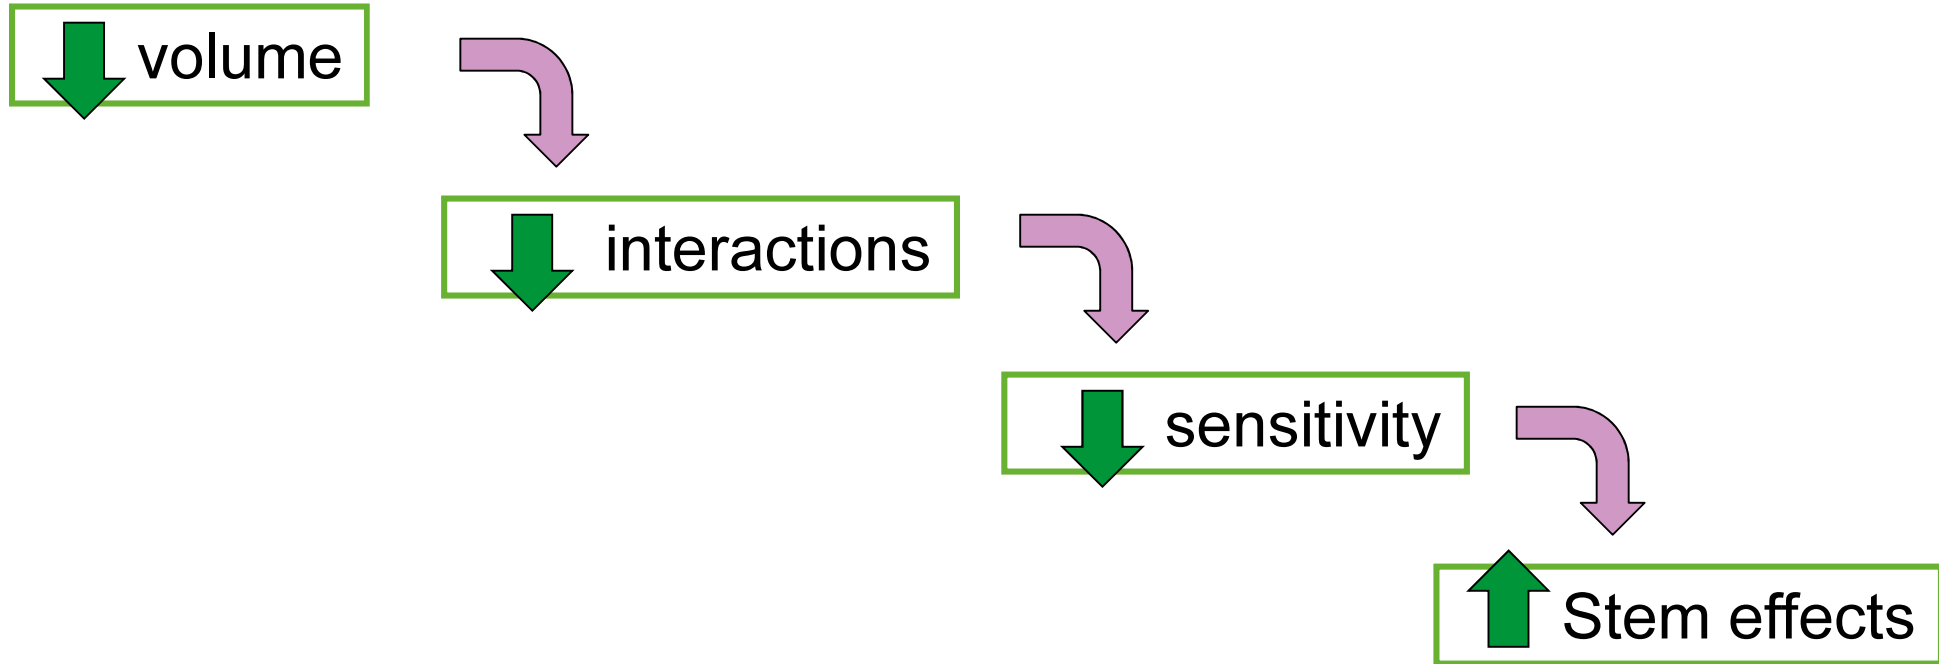 volume
interactions
sensitivity
Stem effects